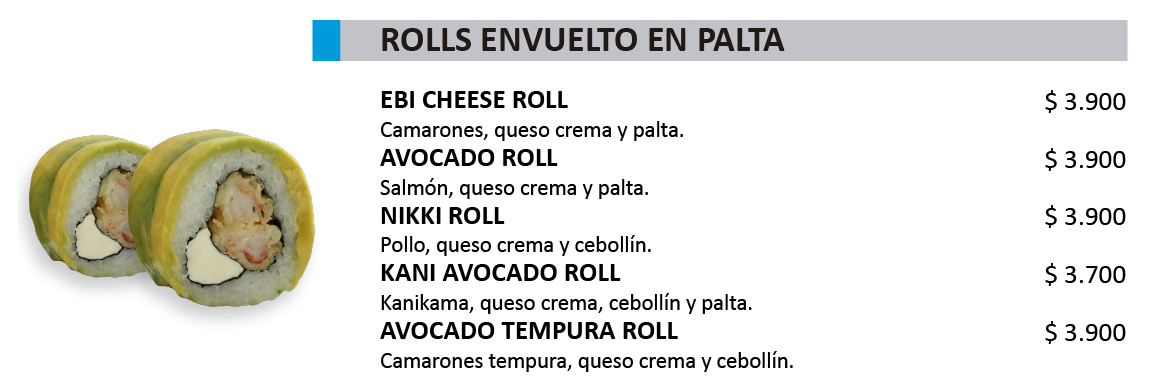 ROLLS ENVUELTO EN PALTA
EBI CHEESE ROLL $ 3.900
Camarones, queso crema y palta.
AVOCADO ROLL $ 3.900
Salmón, queso crema y palta.
NIKKI ROLL $ 3.900
Pollo, queso crema y cebollín.
KANI AVOCADO ROLL $ 3.700
Kanikama, queso crema, cebollín y palta.
AVOCADO TEMPURA ROLL $ 3.900
Camarones tempura, queso crema y cebollín.